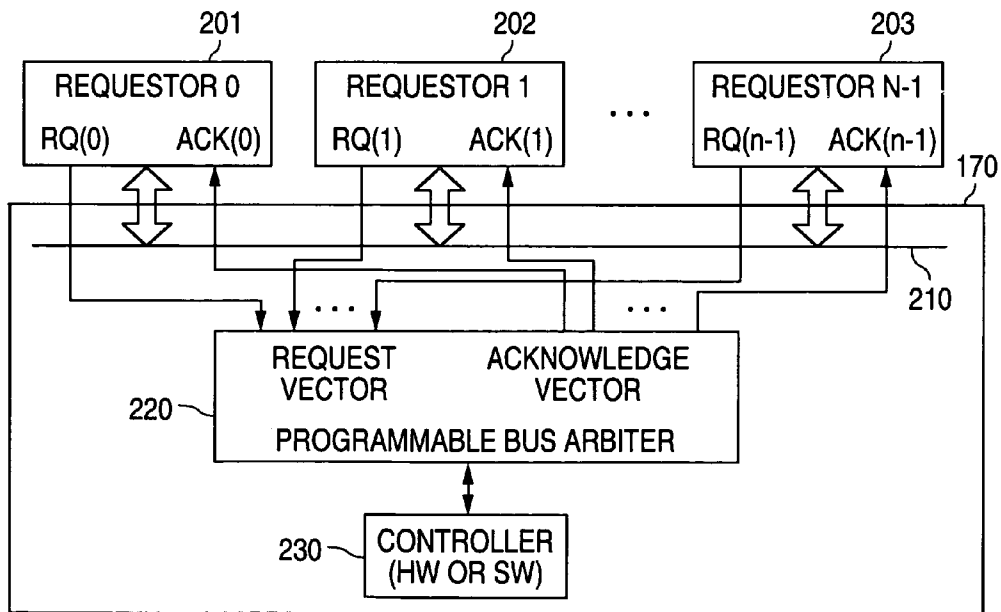 201
202
203
REQUESTOR 0
REQUESTOR 1
REQUESTOR N-1
...
RQ(0) ACK(0)
RQ(1) ACK(1)
RQ(n-1) ACK(n-1)
170
210
... ...
REQUEST
VECTOR
ACKNOWLEDGE
VECTOR
220
PROGRAMMABLE BUS ARBITER
230
CONTROLLER
(HW OR SW)